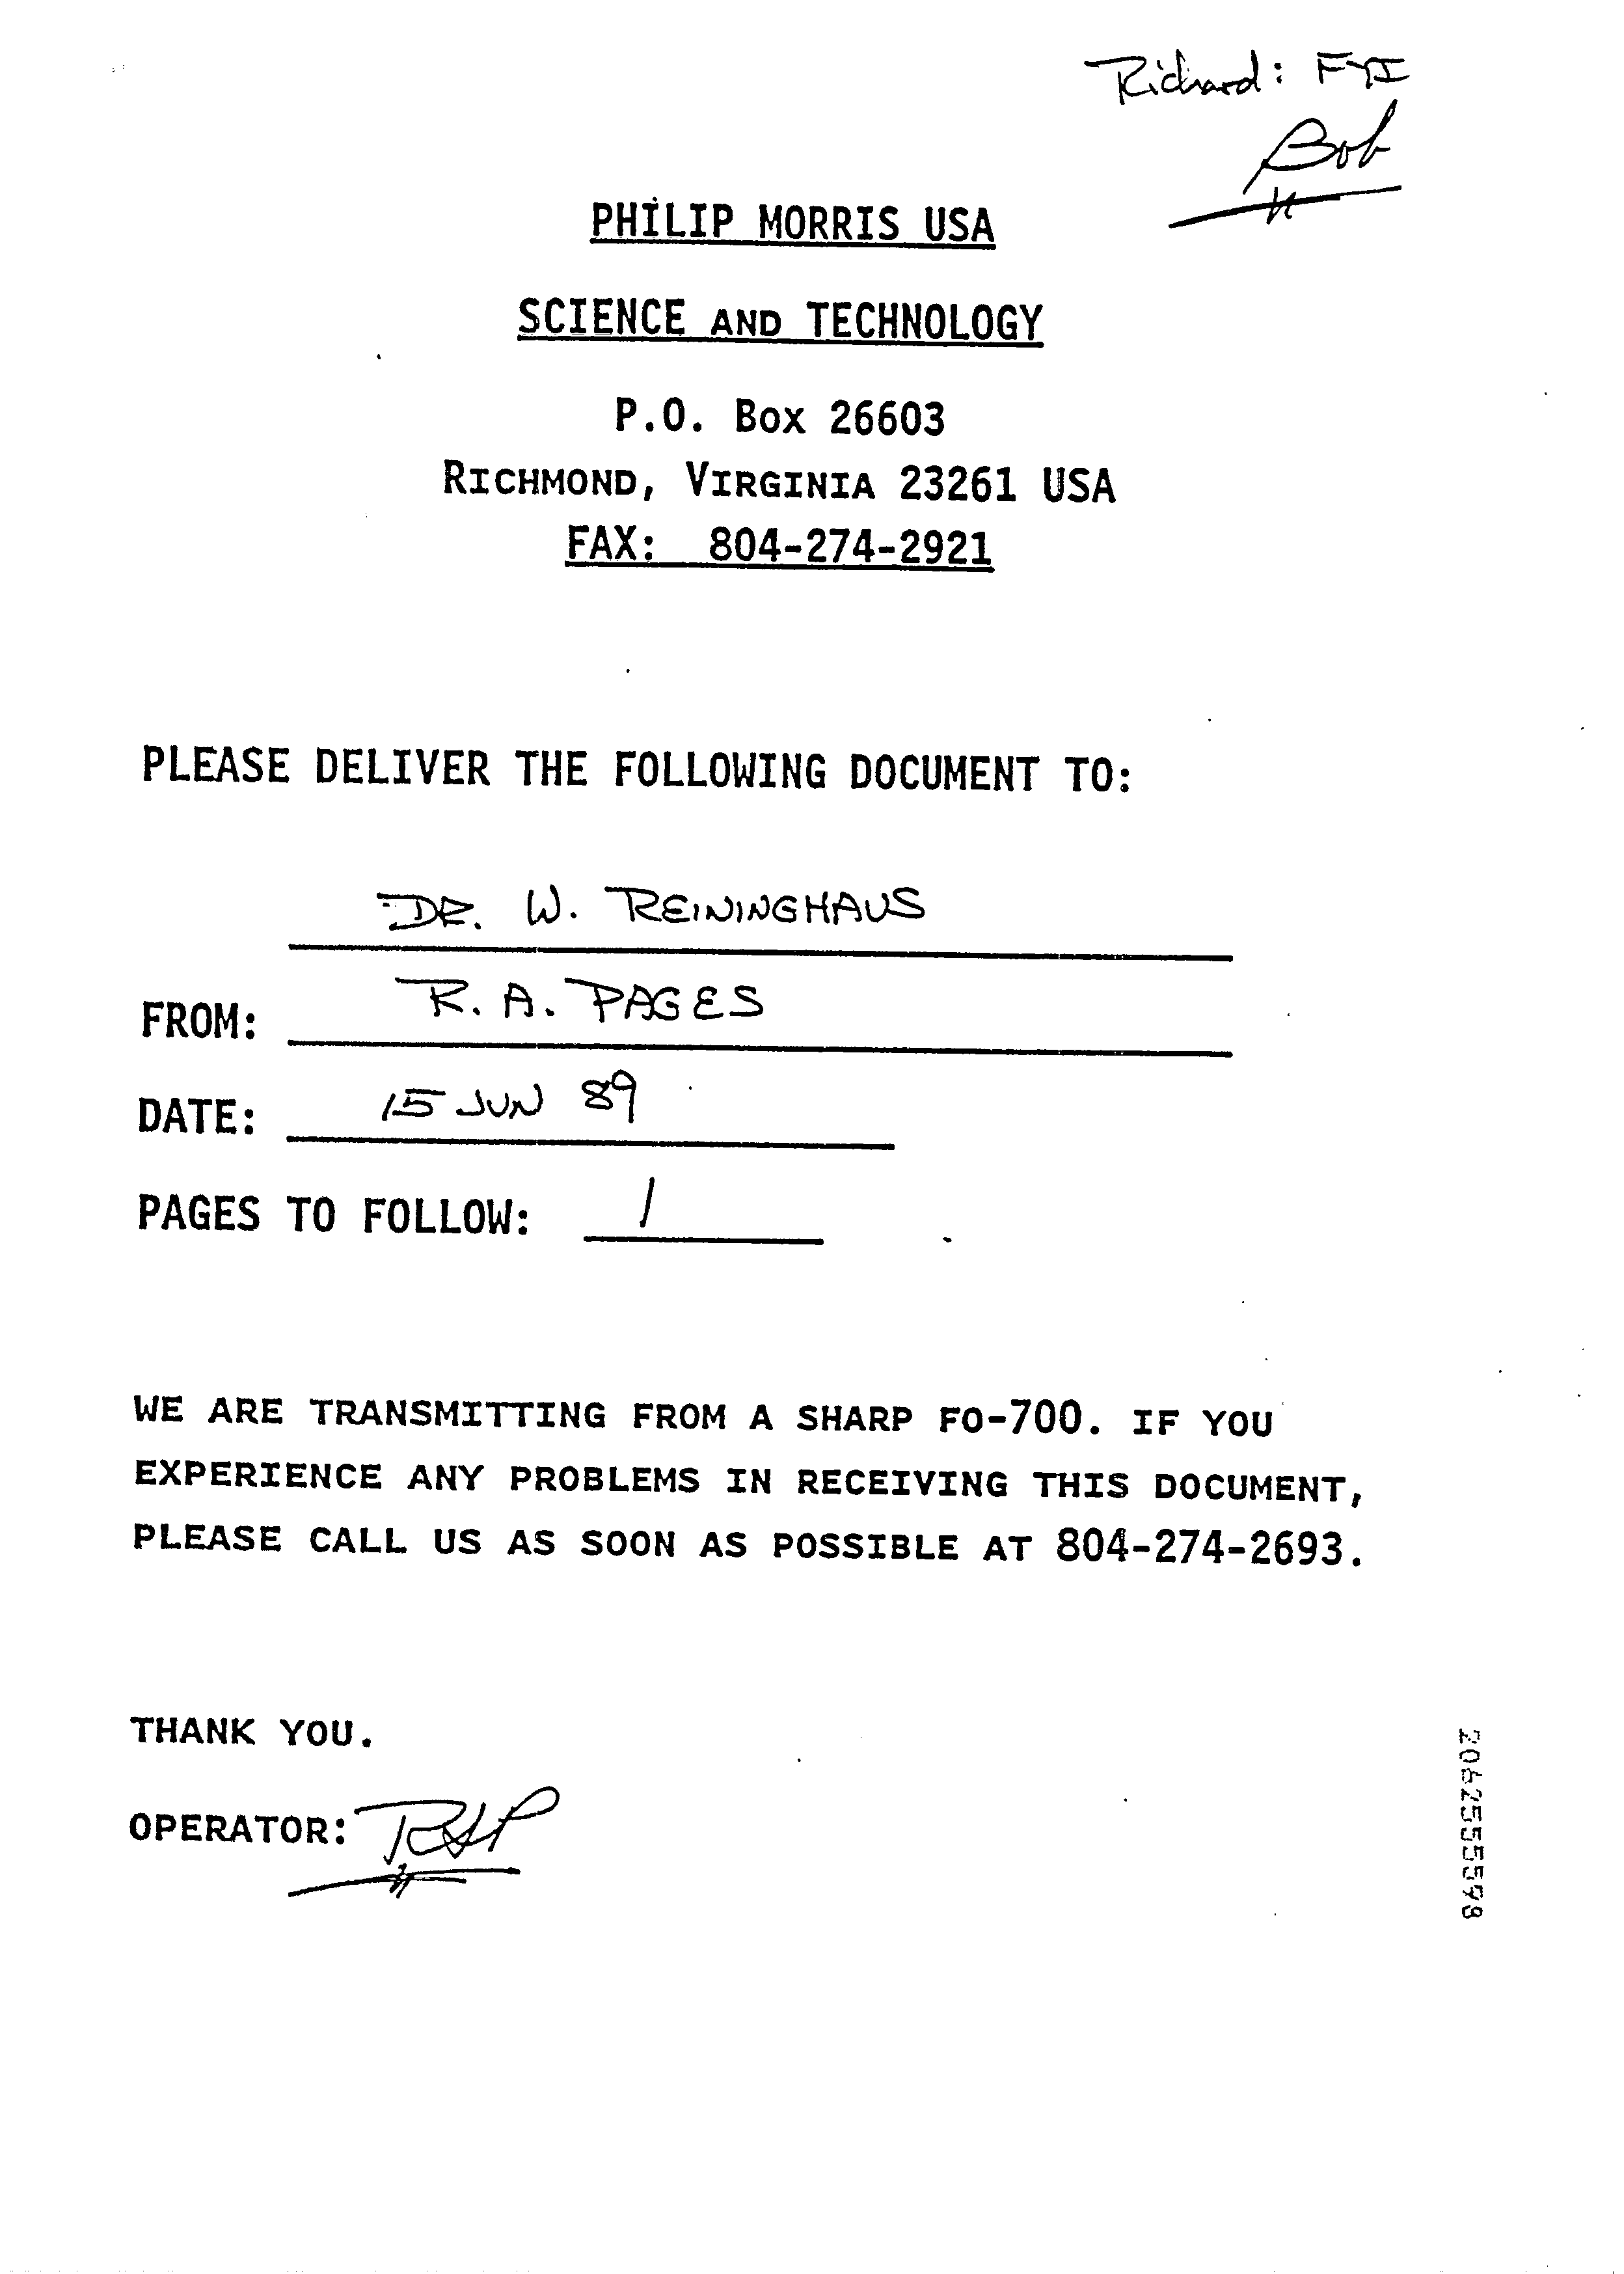 Richard: FYI
Bob
PHILIP MORRIS USA
SCIENCE AND TECHNOLOGY
P.O. Box 26603
RICHMOND, VIRGINIA 23261 USA
FAX: 804-274-2921
PLEASE DELIVER THE FOLLOWING DOCUMENT TO:
DR. W. REININGHAUS
FROM: R. A. PAGES
DATE: 15 JUN 89
PAGES TO FOLLOW: 1
WE ARE TRANSMITTING FROM A SHARP FO-700. IF YOU
EXPERIENCE ANY PROBLEMS IN RECEIVING THIS DOCUMENT,
PLEASE CALL US AS SOON AS POSSIBLE AT 804-274-2693.
THANK YOU.
OPERATOR: RAP